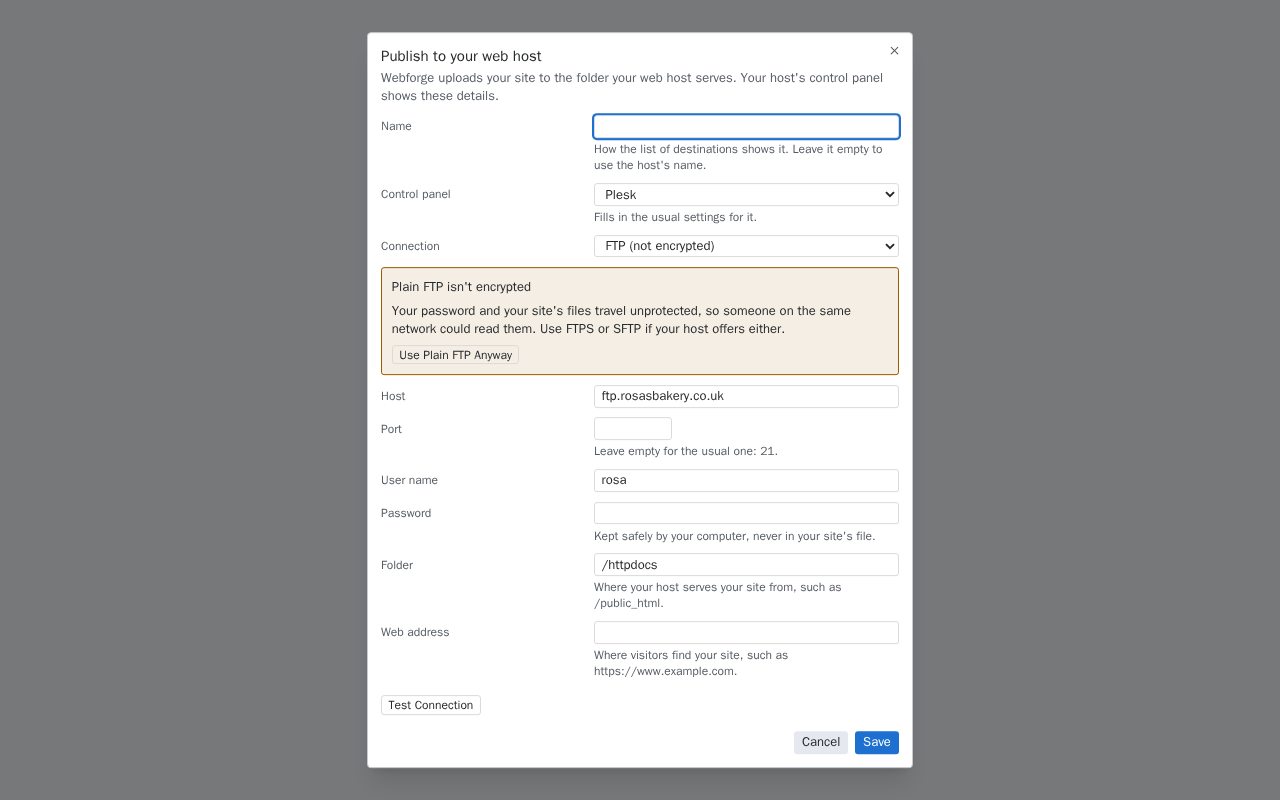 Publish to your web host
×
Webforge uploads your site to the folder your web host serves. Your host's control panel
shows these details.
Name
How the list of destinations shows it. Leave it empty to
use the host's name.
Control panel
Plesk
Fills in the usual settings for it.
Connection
FTP (not encrypted)
Plain FTP isn't encrypted
Your password and your site's files travel unprotected, so someone on the same
network could read them. Use FTPS or SFTP if your host offers either.
Use Plain FTP Anyway
Host
ftp.rosasbakery.co.uk
Port
Leave empty for the usual one: 21.
User name
rosa
Password
Kept safely by your computer, never in your site's file.
Folder
/httpdocs
Where your host serves your site from, such as
/public_html.
Web address
Where visitors find your site, such as
https://www.example.com.
Test Connection
Cancel
Save